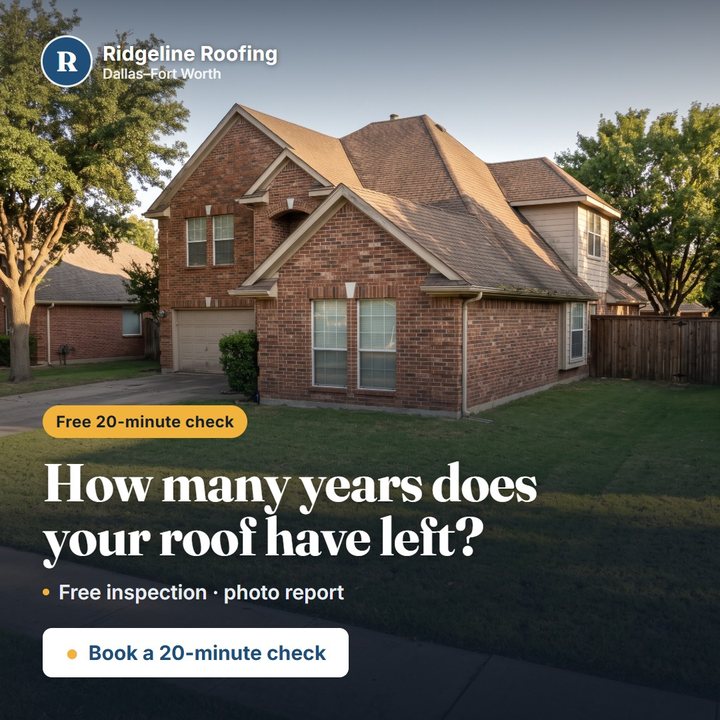 R
Ridgeline Roofing
Dallas–Fort Worth
Free 20-minute check
How many years does
your roof have left?
• Free inspection · photo report
Book a 20-minute check